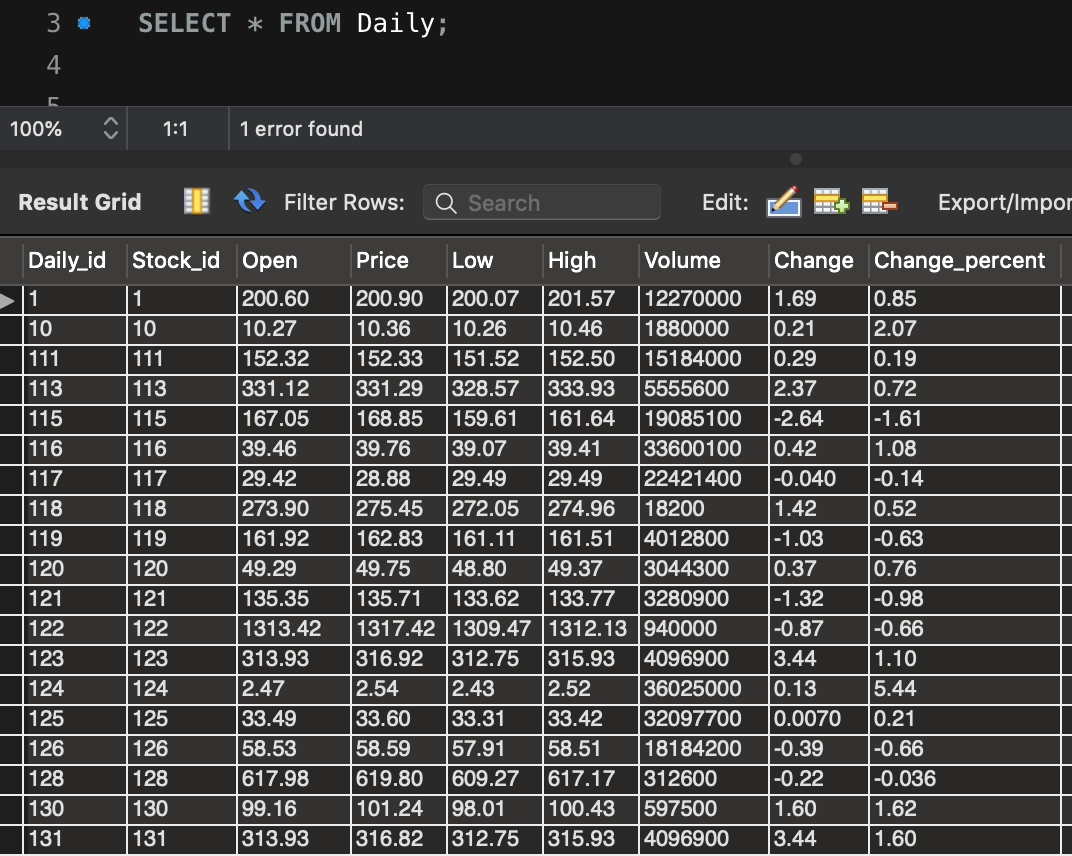 3 SELECT * FROM Daily;
4
5
100% 1:1 1 error found
Result Grid Filter Rows: Search Edit: Export/Impor
Daily_id Stock_id Open Price Low High Volume Change Change_percent
1 1 200.60 200.90 200.07 201.57 12270000 1.69 0.85
10 10 10.27 10.36 10.26 10.46 1880000 0.21 2.07
111 111 152.32 152.33 151.52 152.50 15184000 0.29 0.19
113 113 331.12 331.29 328.57 333.93 5555600 2.37 0.72
115 115 167.05 168.85 159.61 161.64 19085100 -2.64 -1.61
116 116 39.46 39.76 39.07 39.41 33600100 0.42 1.08
117 117 29.42 28.88 29.49 29.49 22421400 -0.040 -0.14
118 118 273.90 275.45 272.05 274.96 18200 1.42 0.52
119 119 161.92 162.83 161.11 161.51 4012800 -1.03 -0.63
120 120 49.29 49.75 48.80 49.37 3044300 0.37 0.76
121 121 135.35 135.71 133.62 133.77 3280900 -1.32 -0.98
122 122 1313.42 1317.42 1309.47 1312.13 940000 -0.87 -0.66
123 123 313.93 316.92 312.75 315.93 4096900 3.44 1.10
124 124 2.47 2.54 2.43 2.52 36025000 0.13 5.44
125 125 33.49 33.60 33.31 33.42 32097700 0.0070 0.21
126 126 58.53 58.59 57.91 58.51 18184200 -0.39 -0.66
128 128 617.98 619.80 609.27 617.17 312600 -0.22 -0.036
130 130 99.16 101.24 98.01 100.43 597500 1.60 1.62
131 131 313.93 316.82 312.75 315.93 4096900 3.44 1.60